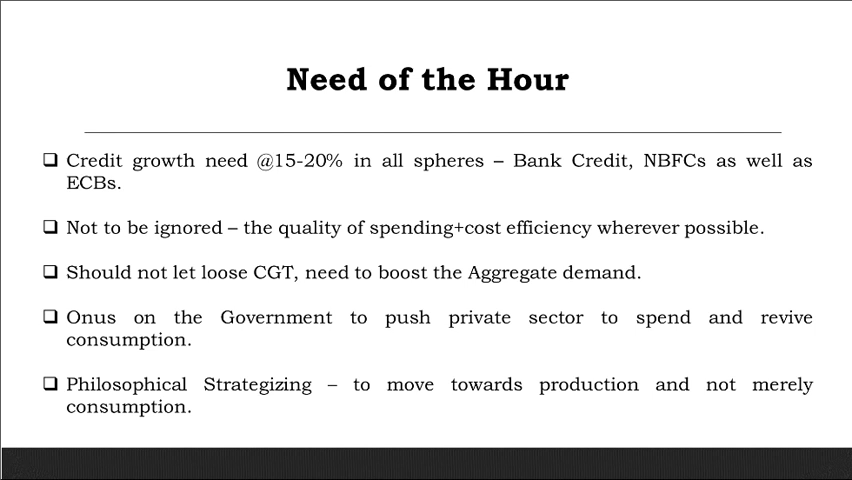 Need of the Hour
❑ Credit growth need @15-20% in all spheres – Bank Credit, NBFCs as well as
ECBs.
❑ Not to be ignored – the quality of spending+cost efficiency wherever possible.
❑ Should not let loose CGT, need to boost the Aggregate demand.
❑ Onus on the Government to push private sector to spend and revive
consumption.
❑ Philosophical Strategizing – to move towards production and not merely
consumption.